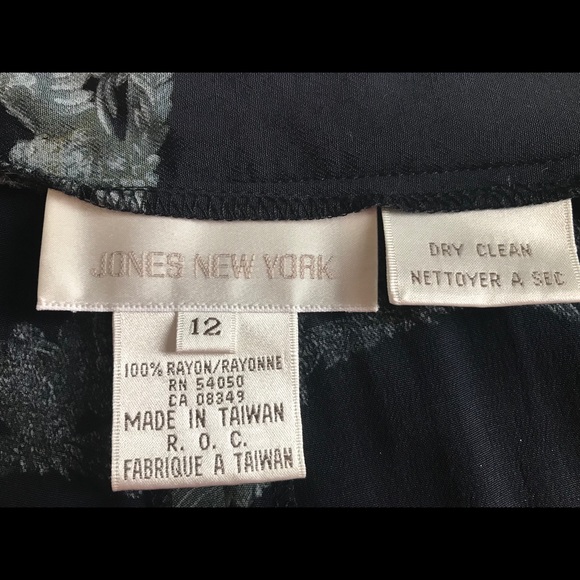 JONES NEW YORK
DRY CLEAN
NETTOYER A SEC
12
100% RAYON/RAYONNE
RN 54050
CA 08349
MADE IN TAIWAN
R. O. C.
FABRIQUE A TAIWAN